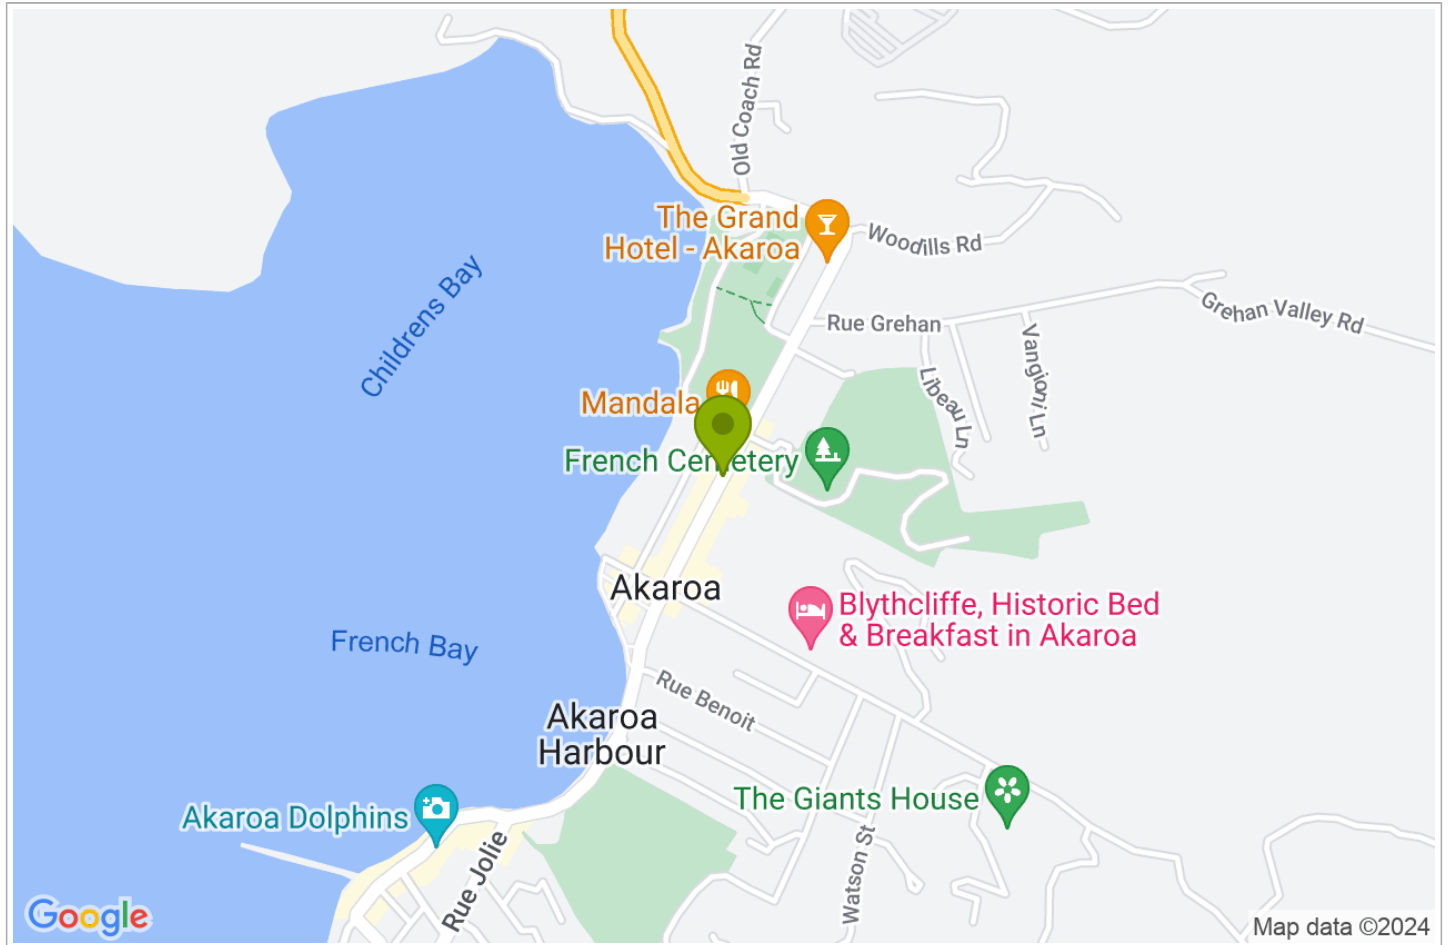 Old Coach Rd
The Grand
Hotel - Akaroa
Woodills Rd
Childrens Bay
Grehan Valley Rd
Rue Grehan
Vangioni Ln
Libeau Ln
Mandala
French Cemetery
Akaroa
Blythcliffe, Historic Bed
& Breakfast in Akaroa
French Bay
Rue Benoit
Akaroa
Harbour
The Giants House
Akaroa Dolphins
Rue Jolie
Watson St
Google
Map data ©2024